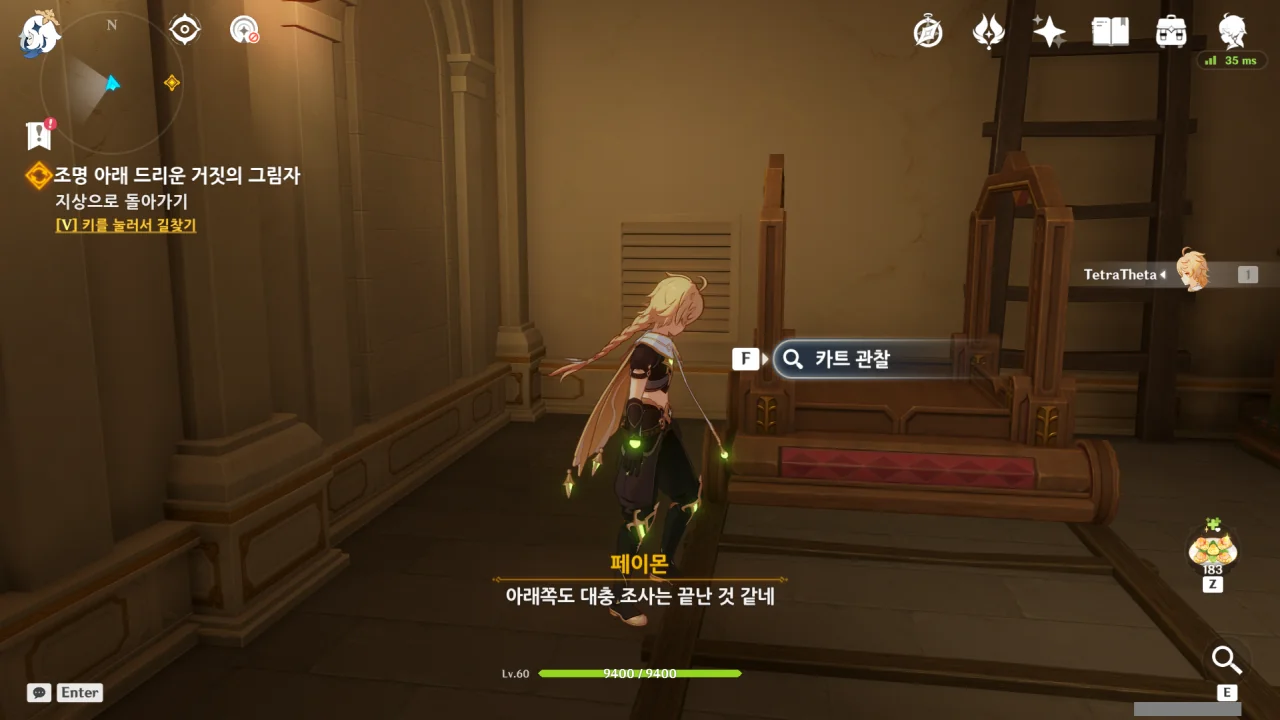 N
35 ms
조명 아래 드리운 거짓의 그림자
지상으로 돌아가기
[V] 키를 눌러서 길찾기
TetraTheta
1
F
카트 관찰
183
Z
페이몬
아래쪽도 대충 조사는 끝난 것 같네
Lv.60
9400 / 9400
Enter
E